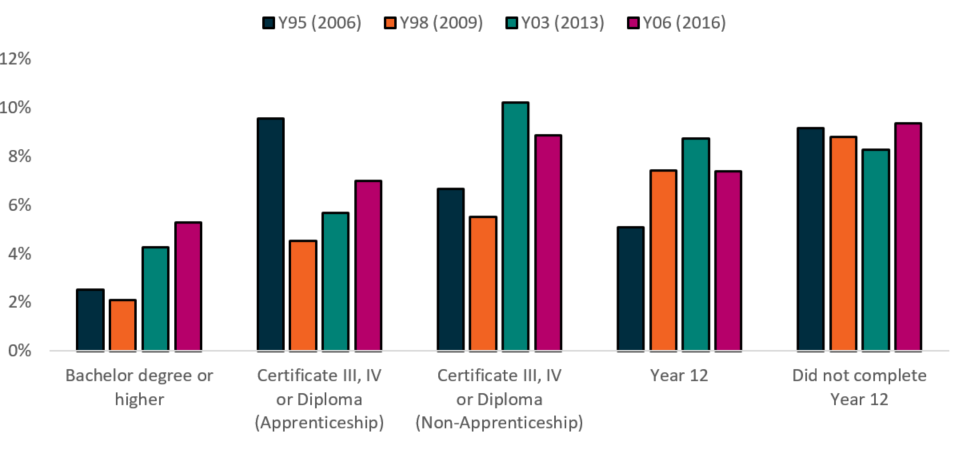 Y95 (2006) Y98 (2009) Y03 (2013) Y06 (2016)
12%
10%
8%
6%
4%
2%
0%
Bachelor degree or
higher
Certificate III, IV
or Diploma
(Apprenticeship)
Certificate III, IV
or Diploma
(Non-Apprenticeship)
Year 12
Did not complete
Year 12